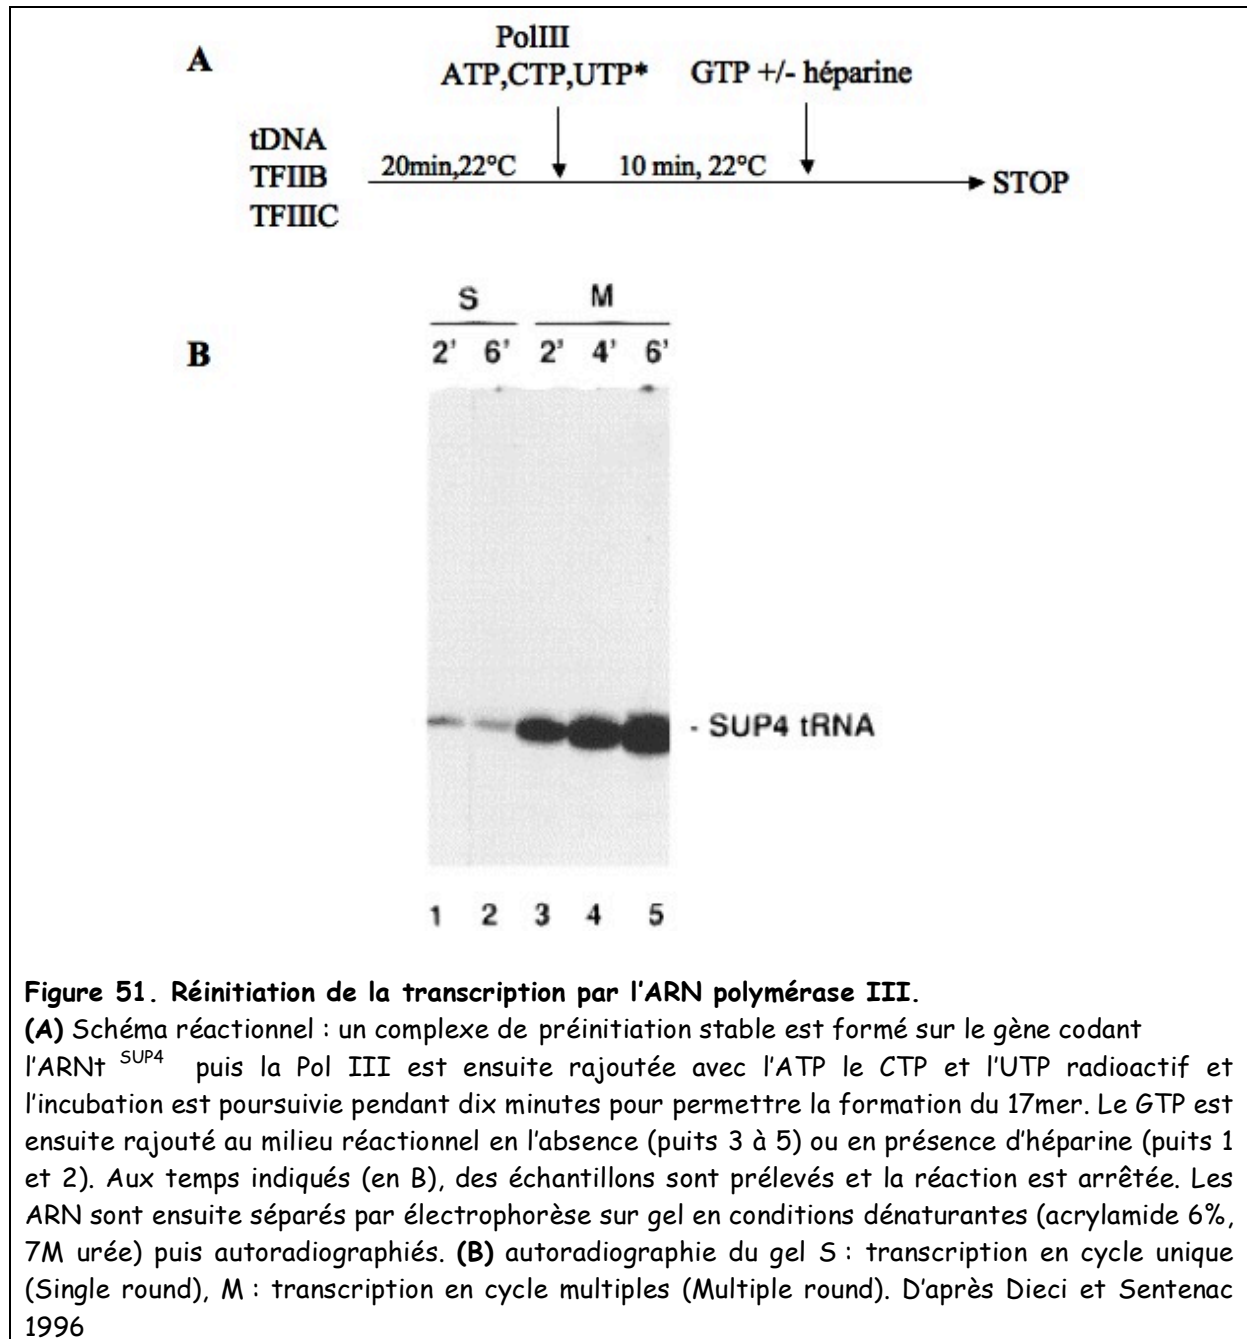 A
PolIII
ATP,CTP,UTP*
GTP +/- héparine
tDNA
TFIIB
TFIIIC
20min,22°C
10 min, 22°C
STOP
B
S
M
2' 6' 2' 4' 6'
- SUP4 tRNA
1 2 3 4 5
Figure 51. Réinitiation de la transcription par l'ARN polymérase III.
(A) Schéma réactionnel : un complexe de préinitiation stable est formé sur le gène codant
l'ARNt SUP4 puis la Pol III est ensuite rajoutée avec l'ATP le CTP et l'UTP radioactif et
l'incubation est poursuivie pendant dix minutes pour permettre la formation du 17mer. Le GTP est
ensuite rajouté au milieu réactionnel en l'absence (puits 3 à 5) ou en présence d'héparine (puits 1
et 2). Aux temps indiqués (en B), des échantillons sont prélevés et la réaction est arrêtée. Les
ARN sont ensuite séparés par électrophorèse sur gel en conditions dénaturantes (acrylamide 6%,
7M urée) puis autoradiographiés. (B) autoradiographie du gel S : transcription en cycle unique
(Single round), M : transcription en cycle multiples (Multiple round). D'après Dieci et Sentenac
1996